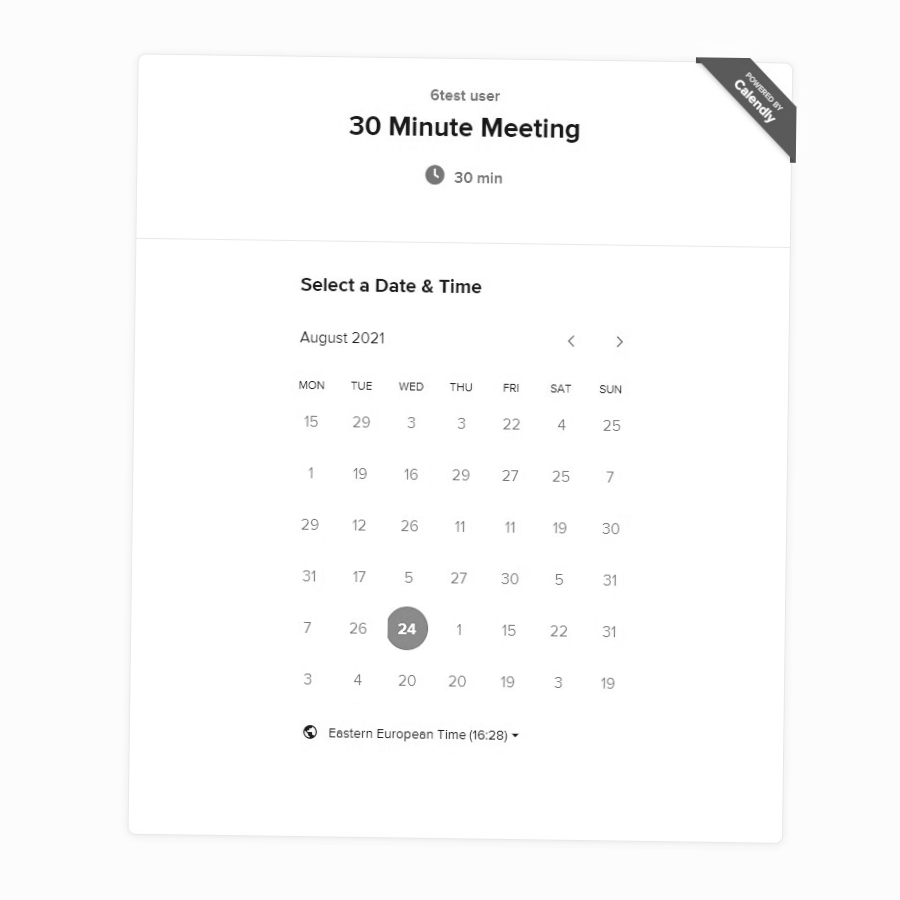 POWERED BY
Calendly
6test user
30 Minute Meeting
30 min
Select a Date & Time
August 2021
MON TUE WED THU FRI SAT SUN
15 29 3 3 22 4 25
1 19 16 29 27 25 7
29 12 26 11 11 19 30
31 17 5 27 30 5 31
7 26 24 1 15 22 31
3 4 20 20 19 3 19
Eastern European Time (16:28)